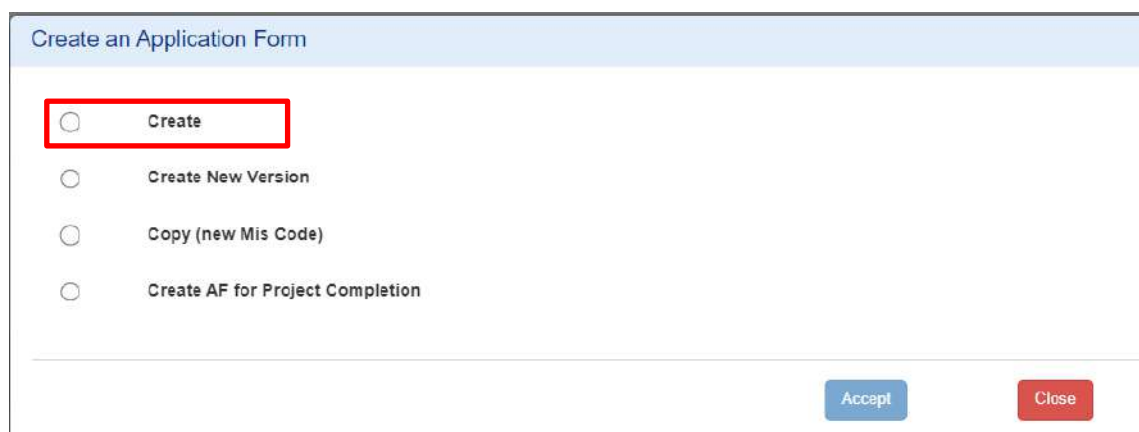 Create an Application Form
Create
Create New Version
Copy (new Mis Code)
Create AF for Project Completion
Accept
Close